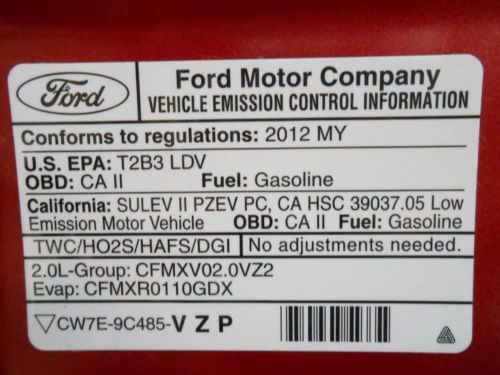 Ford
Ford Motor Company
VEHICLE EMISSION CONTROL INFORMATION
Conforms to regulations: 2012 MY
U.S. EPA: T2B3 LDV
OBD: CA II Fuel: Gasoline
California: SULEV II PZEV PC, CA HSC 39037.05 Low
Emission Motor Vehicle OBD: CA II Fuel: Gasoline
TWC/HO2S/HAFS/DGI No adjustments needed.
2.0L-Group: CFMXV02.0VZ2
Evap: CFMXR0110GDX
▽CW7E-9C485-V Z P